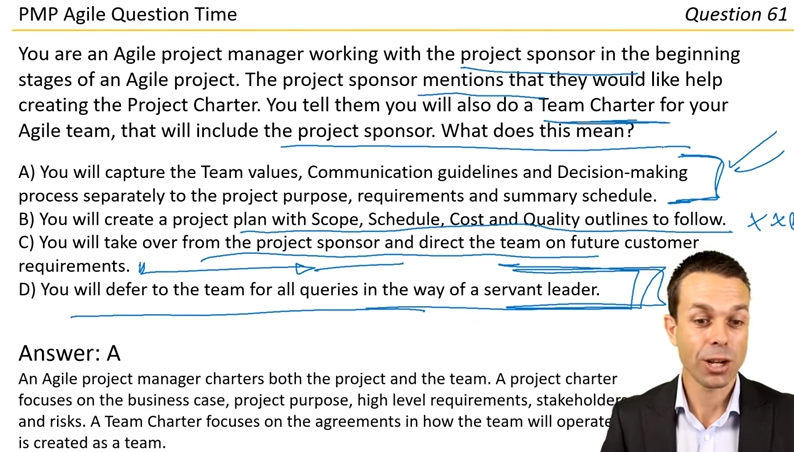 PMP Agile Question Time
Question 61
You are an Agile project manager working with the project sponsor in the beginning
stages of an Agile project. The project sponsor mentions that they would like help
creating the Project Charter. You tell them you will also do a Team Charter for your
Agile team, that will include the project sponsor. What does this mean?
A) You will capture the Team values, Communication guidelines and Decision-making
process separately to the project purpose, requirements and summary schedule.
B) You will create a project plan with Scope, Schedule, Cost and Quality outlines to follow.
C) You will take over from the project sponsor and direct the team on future customer
requirements.
D) You will defer to the team for all queries in the way of a servant leader.
Answer: A
An Agile project manager charters both the project and the team. A project charter
focuses on the business case, project purpose, high level requirements, stakeholders
and risks. A Team Charter focuses on the agreements in how the team will operate
is created as a team.